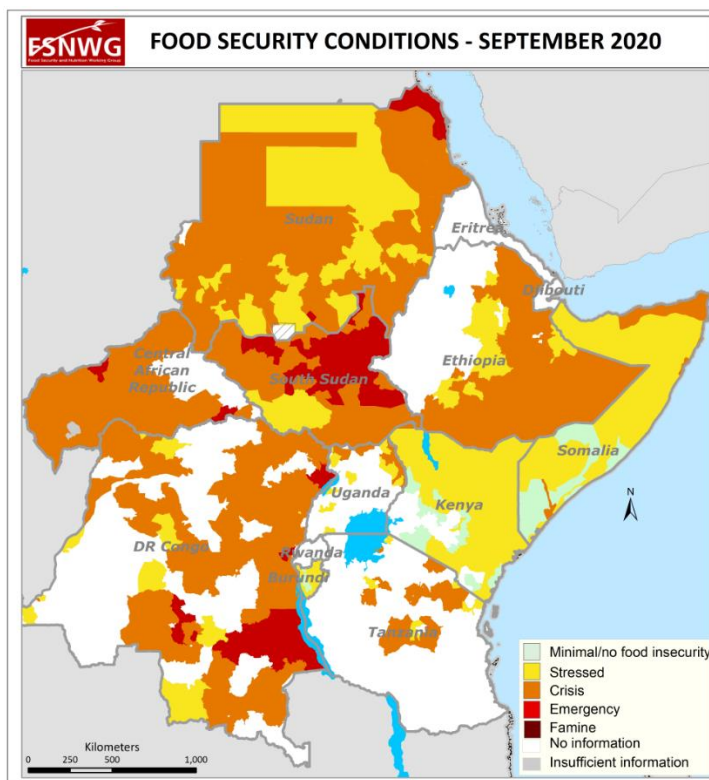 FSNWG
Food Security and Nutrition Working Group
FOOD SECURITY CONDITIONS - SEPTEMBER 2020
Sudan
Eritrea
Djibouti
Ethiopia
Central
African
Republic
South Sudan
Somalia
Uganda
Kenya
DR Congo
Rwanda
Burundi
Tanzania
N
Minimal/no food insecurity
Stressed
Crisis
Emergency
Famine
No information
Insufficient information
Kilometers
0 250 500 1,000